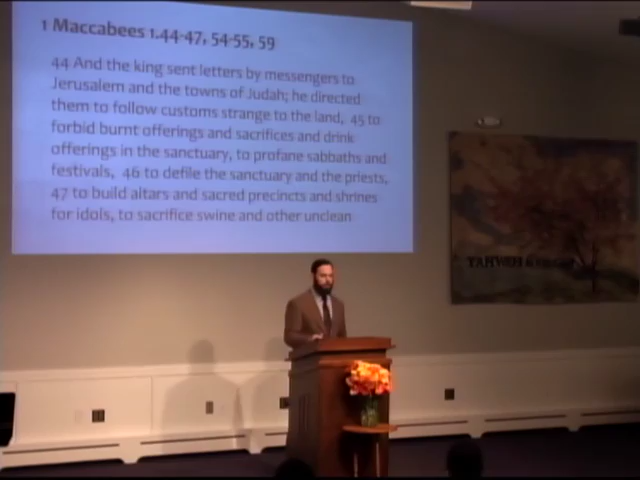 1 Maccabees 1.44-47, 54-55, 59
44 And the king sent letters by messengers to
Jerusalem and the towns of Judah; he directed
them to follow customs strange to the land, 45 to
forbid burnt offerings and sacrifices and drink
offerings in the sanctuary, to profane sabbaths and
festivals, 46 to defile the sanctuary and the priests,
47 to build altars and sacred precincts and shrines
for idols, to sacrifice swine and other unclean
YAHWEH